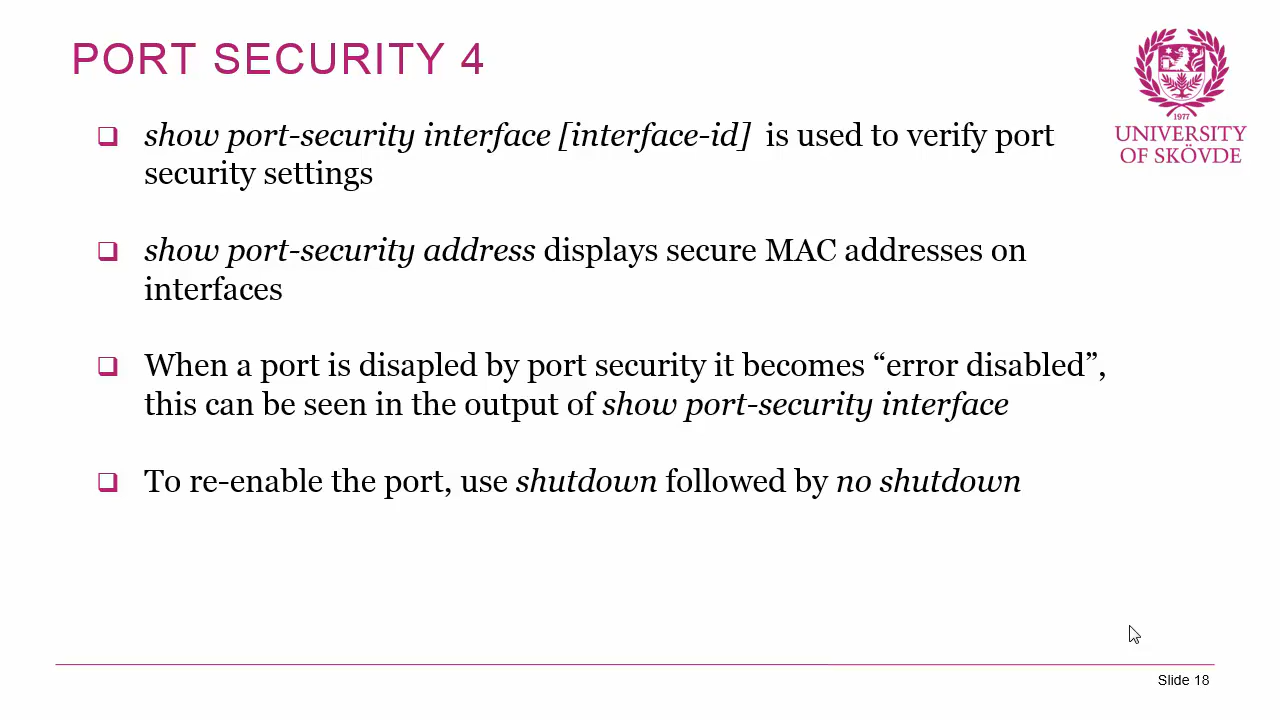 PORT SECURITY 4
1977
UNIVERSITY
OF SKÖVDE
show port-security interface [interface-id] is used to verify port
security settings
show port-security address displays secure MAC addresses on
interfaces
When a port is disapled by port security it becomes “error disabled”,
this can be seen in the output of show port-security interface
To re-enable the port, use shutdown followed by no shutdown
Slide 18